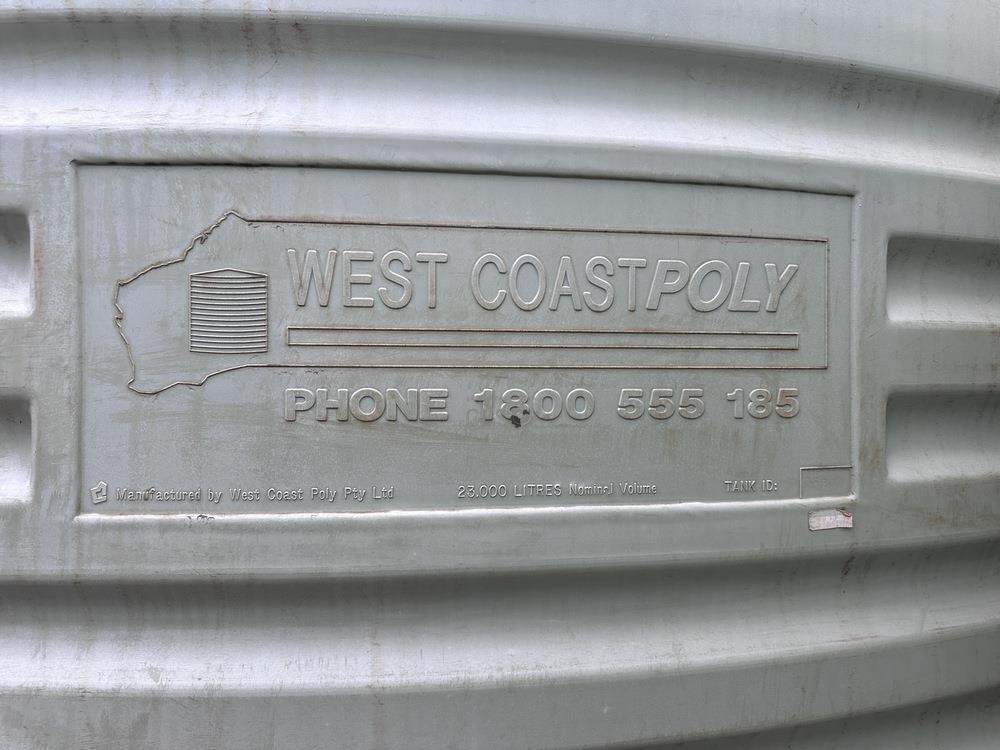 WEST COASTPOLY
PHONE 1800 555 185
Manufactured by West Coast Poly Pty Ltd
23,000 LITRES Nominal Volume
TANK ID: